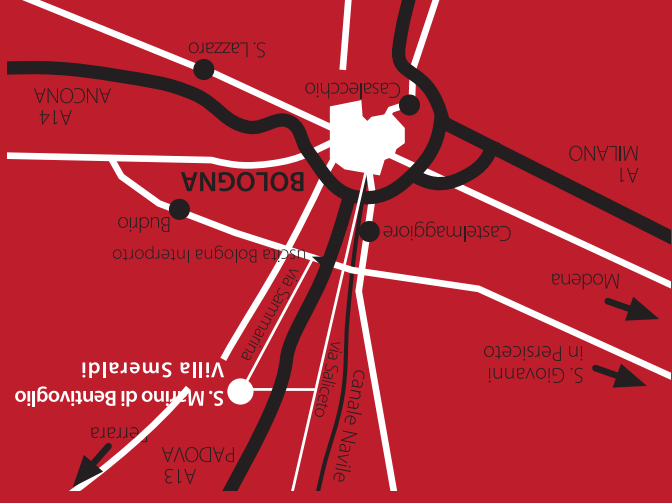 A13
PADOVA
Ferrara
Canale Navile
S. Marino di Bentivoglio
Villa Smeraldi
S. Giovanni
in Persiceto
via Saliceto
via Sammarina
Modena
uscita Bologna Interporto
Castelmaggiore
Budrio
BOLOGNA
A1
MILANO
A14
ANCONA
Casalecchio
S. Lazzaro